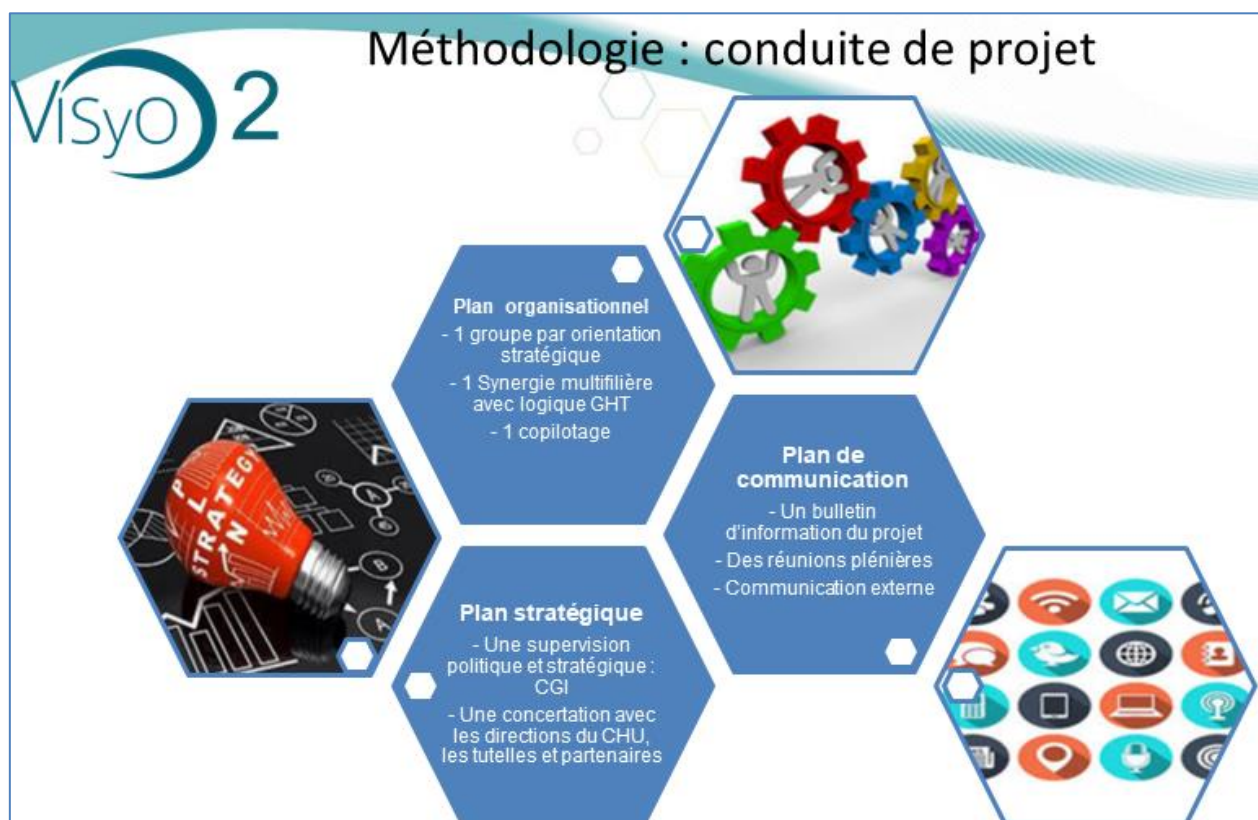 Méthodologie : conduite de projet
ViSyO 2
Plan organisationnel
- 1 groupe par orientation
stratégique
- 1 Synergie multifilière
avec logique GHT
- 1 copilotage
Plan de
communication
- Un bulletin
d'information du projet
- Des réunions plénières
- Communication externe
PLAN
STRATEGY
Plan stratégique
- Une supervision
politique et stratégique :
CGI
- Une concertation avec
les directions du CHU,
les tutelles et partenaires